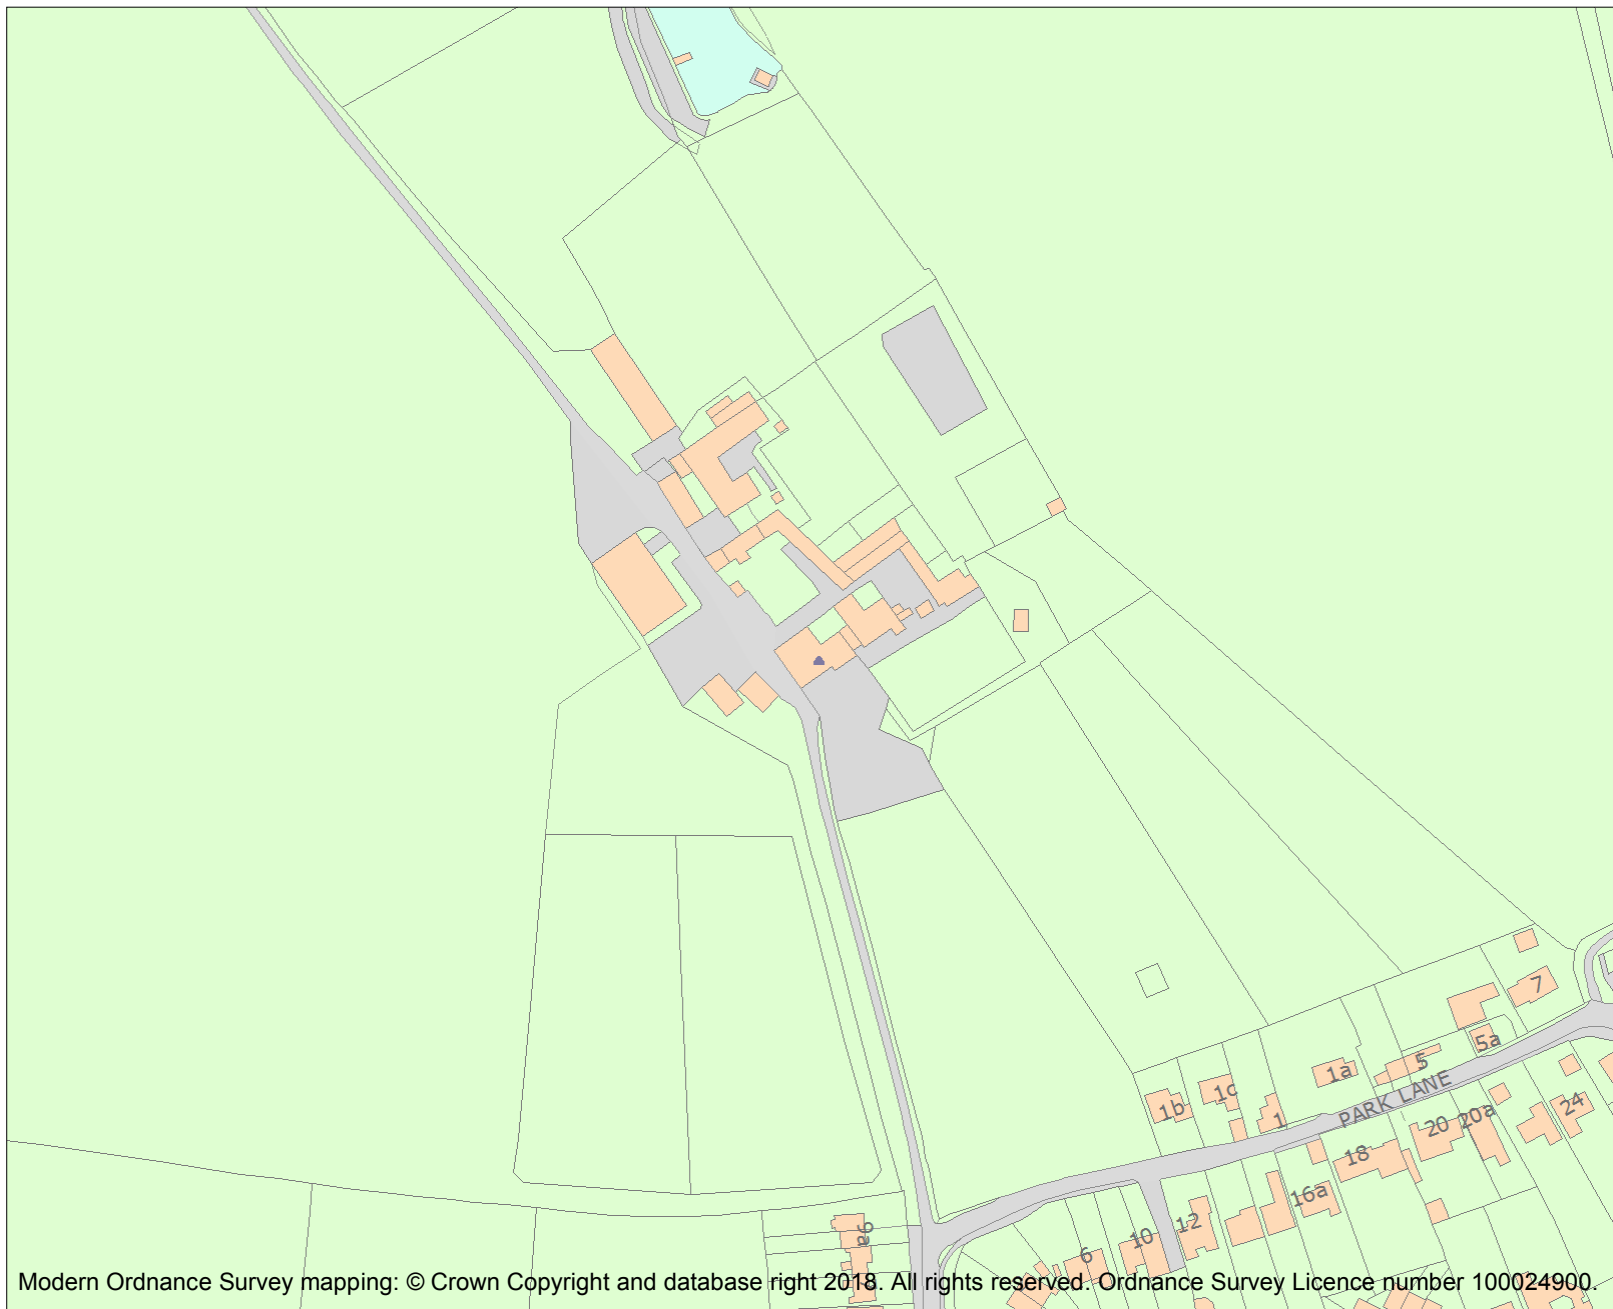 7
5a
5
1a
PARK LANE
1c
1b
1
24
20a
20
18
16a
12
10
6
9a
Modern Ordnance Survey mapping: © Crown Copyright and database right 2018. All rights reserved. Ordnance Survey Licence number 100024900.